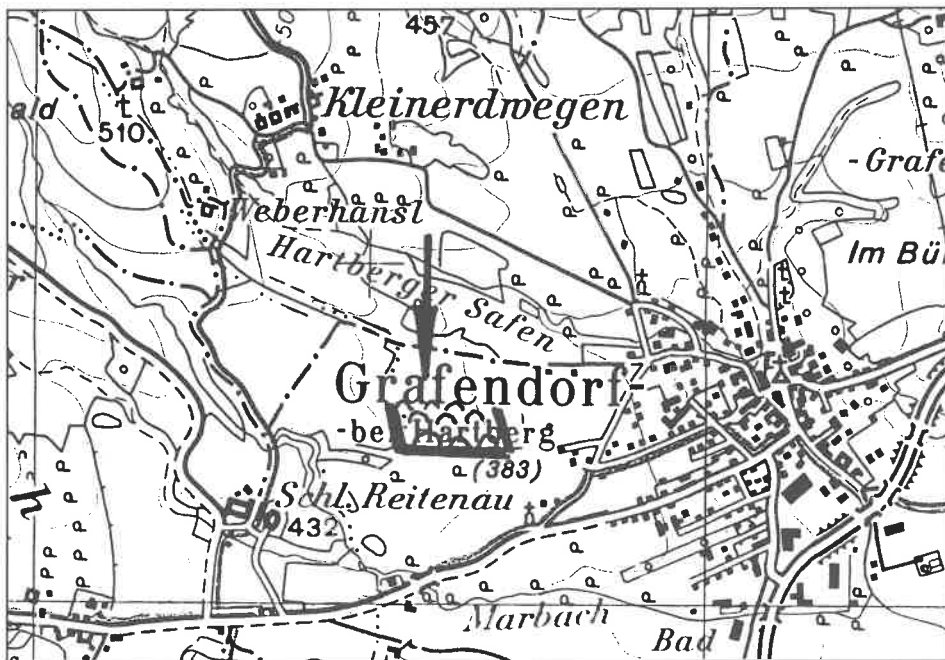 457
ald
510
Kleinerdwegen
-Grafe
Weberhansl
Im Bü
Hartberger Safen
Grafendorf-
-bei Hartberg
(383)
Schl. Reitenau
432
h
Marbach
Bad